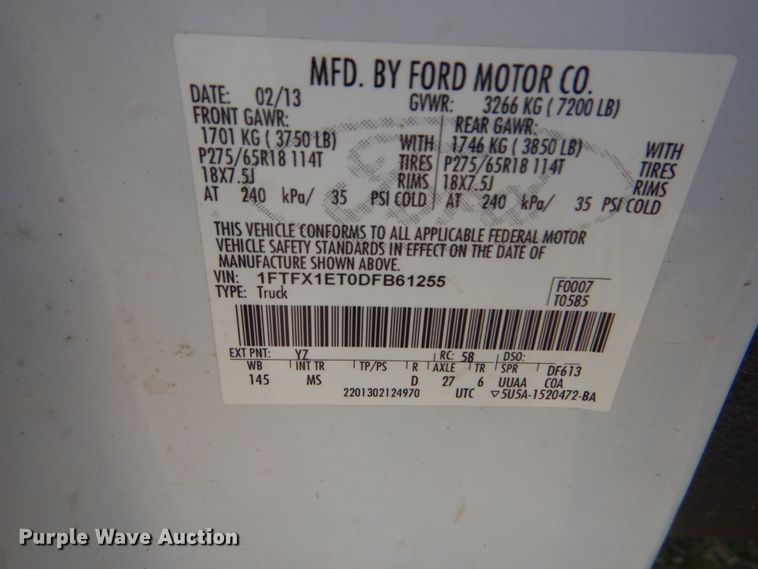 MFD. BY FORD MOTOR CO.
DATE: 02/13 GVWR: 3266 KG ( 7200 LB)
FRONT GAWR: REAR GAWR:
1701 KG ( 3750 LB) WITH 1746 KG ( 3850 LB) WITH
P275/65R18 114T TIRES P275/65R18 114T TIRES
18X7.5J RIMS 18X7.5J RIMS
AT 240 kPa/ 35 PSI COLD AT 240 kPa/ 35 PSI COLD
THIS VEHICLE CONFORMS TO ALL APPLICABLE FEDERAL MOTOR
VEHICLE SAFETY STANDARDS IN EFFECT ON THE DATE OF
MANUFACTURE SHOWN ABOVE.
VIN: 1FTFX1ET0DFB61255 F0007
TYPE: Truck T0585
EXT PNT: YZ RC: 58 DSO:
WB INT TR TP/PS R AXLE TR SPR DF613
145 MS D 27 6 UUAA COA
2201302124970 UTC ▽5U5A-1520472-BA
Purple Wave Auction